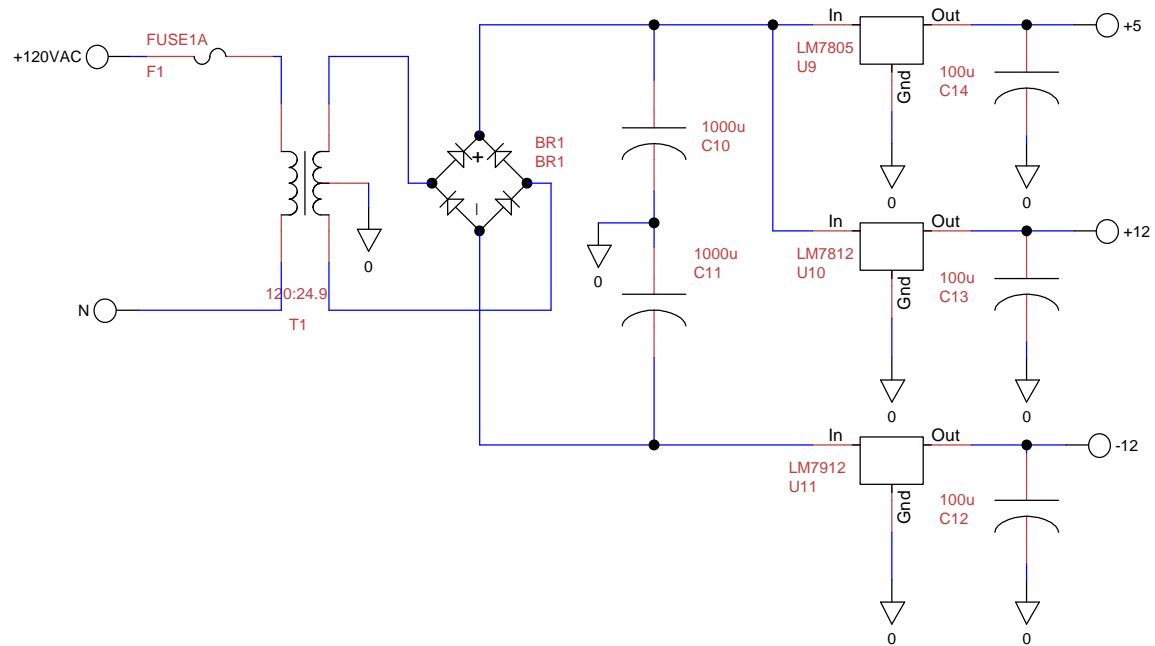 In
Out
+5
FUSE1A
F1
+120VAC
LM7805
U9
Gnd
100u
C14
1000u
C10
BR1
BR1
+
–
0
0
0
0
In
Out
+12
LM7812
U10
Gnd
100u
C13
1000u
C11
120:24.9
T1
N
0
0
In
Out
-12
LM7912
U11
Gnd
100u
C12
0
0